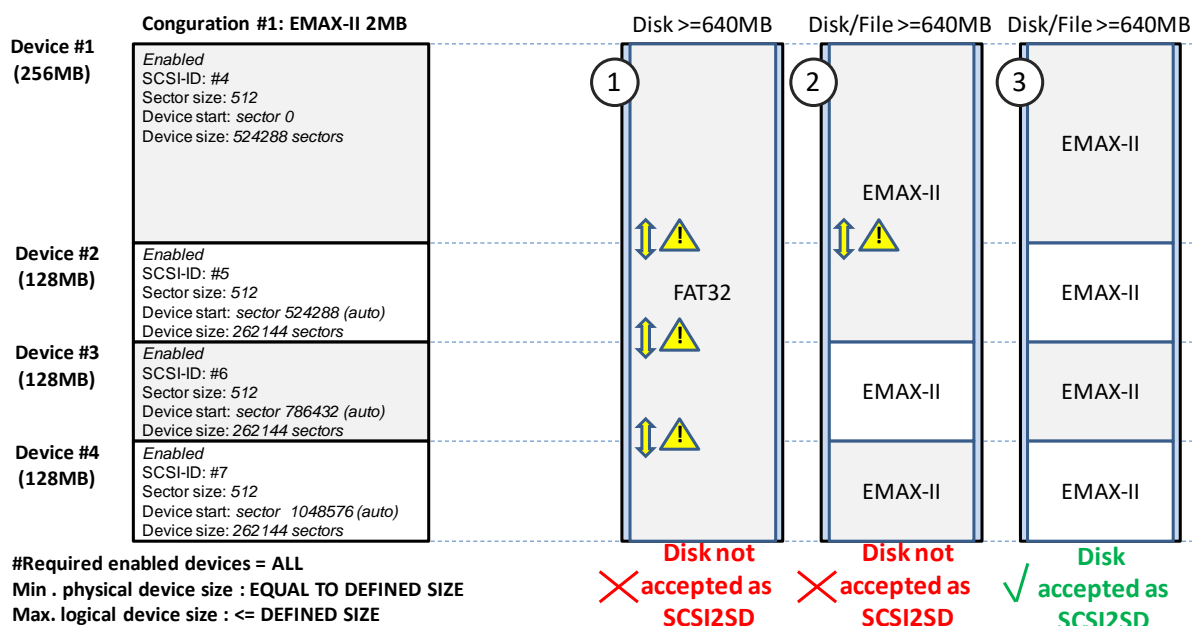 Conguration #1: EMAX-II 2MB
Disk >=640MB
Disk/File >=640MB
Disk/File >=640MB
Device #1
(256MB)
Enabled
SCSI-ID: #4
Sector size: 512
Device start: sector 0
Device size: 524288 sectors
1
2
3
EMAX-II
EMAX-II
!
!
Device #2
(128MB)
Enabled
SCSI-ID: #5
Sector size: 512
Device start: sector 524288 (auto)
Device size: 262144 sectors
FAT32
EMAX-II
!
Device #3
(128MB)
Enabled
SCSI-ID: #6
Sector size: 512
Device start: sector 786432 (auto)
Device size: 262144 sectors
EMAX-II
EMAX-II
!
Device #4
(128MB)
Enabled
SCSI-ID: #7
Sector size: 512
Device start: sector 1048576 (auto)
Device size: 262144 sectors
EMAX-II
EMAX-II
#Required enabled devices = ALL
Min . physical device size : EQUAL TO DEFINED SIZE
Max. logical device size : <= DEFINED SIZE
Disk not
accepted as
SCSI2SD
Disk not
accepted as
SCSI2SD
Disk
accepted as
SCSI2SD